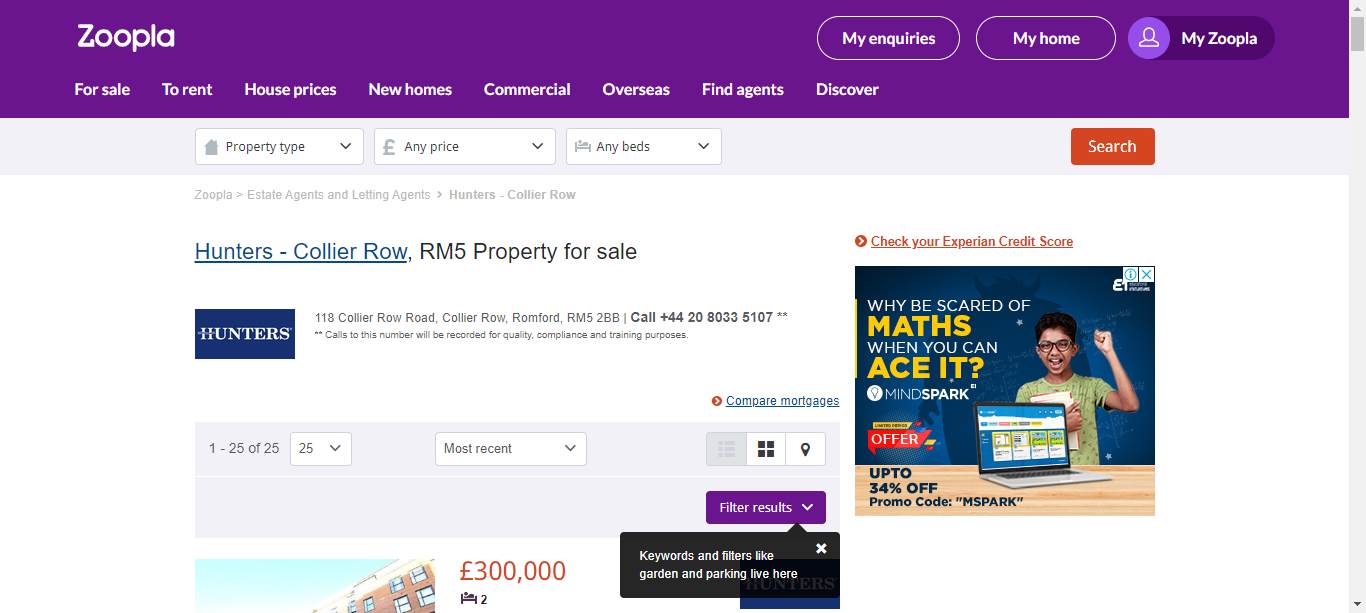 Zoopla
My enquiries
My home
My Zoopla
For sale
To rent
House prices
New homes
Commercial
Overseas
Find agents
Discover
Property type
£ Any price
Any beds
Search
Zoopla > Estate Agents and Letting Agents > Hunters - Collier Row
Hunters - Collier Row, RM5 Property for sale
HUNTERS
118 Collier Row Road, Collier Row, Romford, RM5 2BB | Call +44 20 8033 5107 **
** Calls to this number will be recorded for quality, compliance and training purposes.
Compare mortgages
1 - 25 of 25
25
Most recent
Filter results
Keywords and filters like
garden and parking live here
£300,000
2
HUNTERS
Check your Experian Credit Score
WHY BE SCARED OF
MATHS
WHEN YOU CAN
ACE IT?
MINDSPARK
LIMITED PERIOD
OFFER
UPTO
34% OFF
Promo Code: "MSPARK"